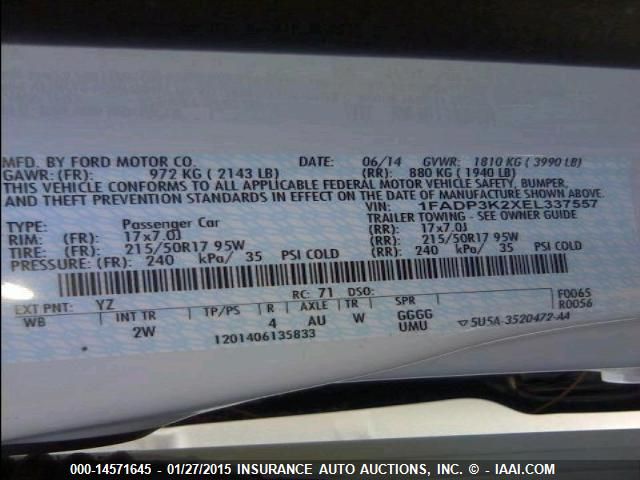 MFD. BY FORD MOTOR CO. DATE: 06/14 GVWR: 1810 KG ( 3990 LB)
GAWR: (FR): 972 KG ( 2143 LB) (RR): 880 KG ( 1940 LB)
THIS VEHICLE CONFORMS TO ALL APPLICABLE FEDERAL MOTOR VEHICLE SAFETY, BUMPER,
AND THEFT PREVENTION STANDARDS IN EFFECT ON THE DATE OF MANUFACTURE SHOWN ABOVE.
VIN: 1FADP3K2XEL337557
TYPE: Passenger Car TRAILER TOWING - SEE OWNER GUIDE
RIM: (FR): 17x7.0J (RR): 17x7.0J
TIRE: (FR): 215/50R17 95W (RR): 215/50R17 95W
PRESSURE: (FR): 240 kPa/ 35 PSI COLD (RR): 240 kPa/ 35 PSI COLD
EXT PNT: YZ RC: 71 DSO: F0065
WB INT TR TP/PS R AXLE TR SPR R0056
2W 4 AU W GGGG
UMU
1201406135833 ▽5U5A-3520472-AA
000-14571645 - 01/27/2015 INSURANCE AUTO AUCTIONS, INC. - IAAI.COM